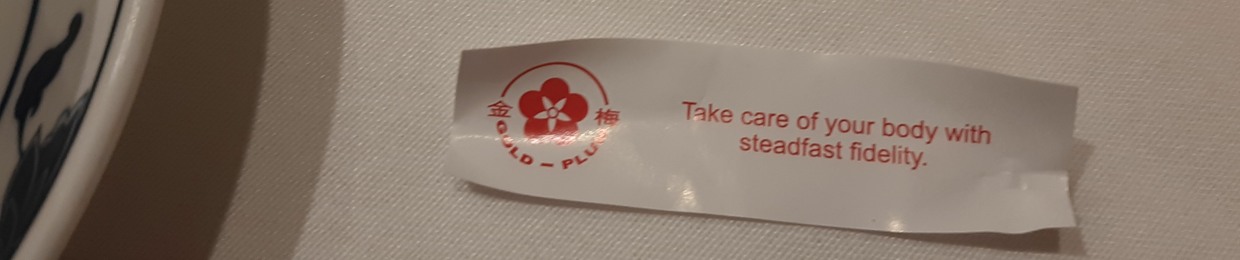 金 梅
GOLD - PLUM
Take care of your body with
steadfast fidelity.